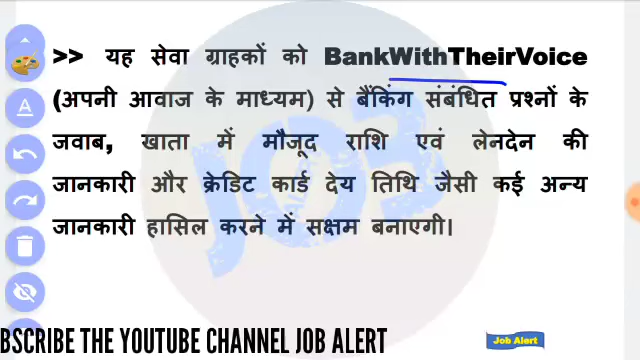 >> यह सेवा ग्राहकों को BankWithTheirVoice
(अपनी आवाज के माध्यम) से बैंकिंग संबंधित प्रश्नों के
जवाब, खाता में मौजूद राशि एवं लेनदेन की
जानकारी और क्रेडिट कार्ड देय तिथि जैसी कई अन्य
जानकारी हासिल करने में सक्षम बनाएगी।
JOB
BSCRIBE THE YOUTUBE CHANNEL JOB ALERT
Job Alert